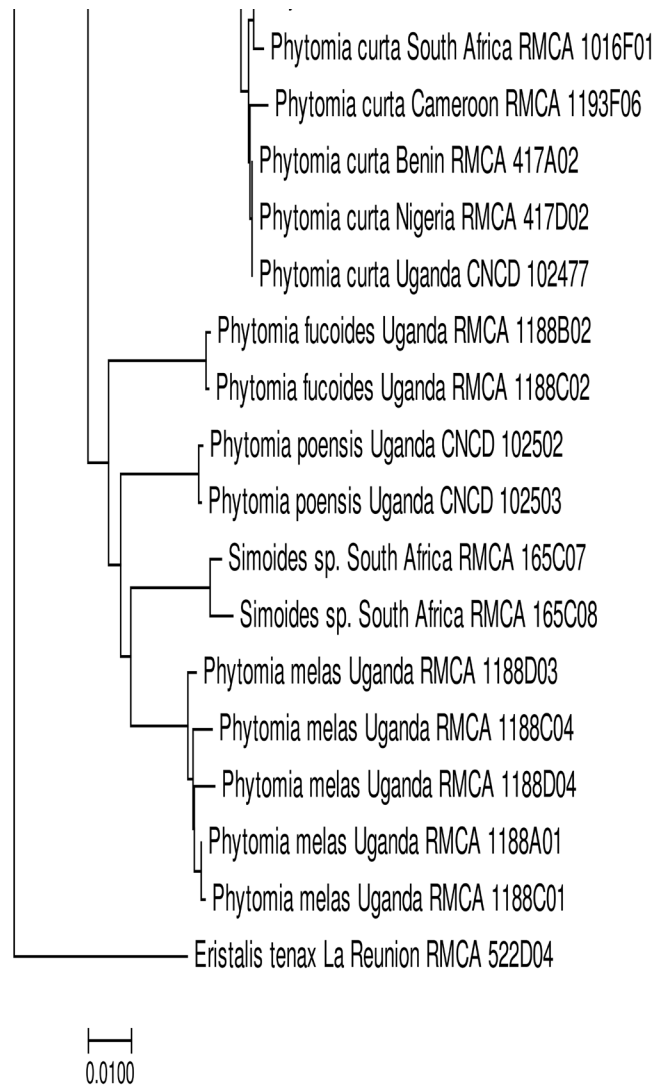 Phytomia curta South Africa RMCA 1016F01
Phytomia curta Cameroon RMCA 1193F06
Phytomia curta Benin RMCA 417A02
Phytomia curta Nigeria RMCA 417D02
Phytomia curta Uganda CNCD 102477
Phytomia fucoides Uganda RMCA 1188B02
Phytomia fucoides Uganda RMCA 1188C02
Phytomia poensis Uganda CNCD 102502
Phytomia poensis Uganda CNCD 102503
Simoides sp. South Africa RMCA 165C07
Simoides sp. South Africa RMCA 165C08
Phytomia melas Uganda RMCA 1188D03
Phytomia melas Uganda RMCA 1188C04
Phytomia melas Uganda RMCA 1188D04
Phytomia melas Uganda RMCA 1188A01
Phytomia melas Uganda RMCA 1188C01
Eristalis tenax La Reunion RMCA 522D04
0.0100